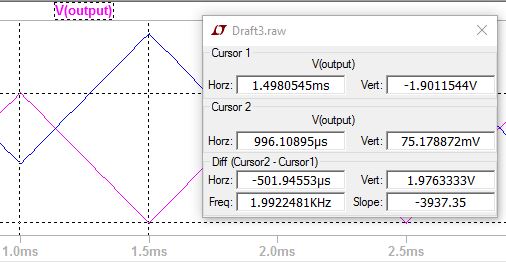 V(output)
Draft3.raw
Cursor 1
V(output)
Horz: 1.4980545ms Vert: -1.9011544V
Cursor 2
V(output)
Horz: 996.10895µs Vert: 75.178872mV
Diff (Cursor2 - Cursor1)
Horz: -501.94553µs Vert: 1.9763333V
Freq: 1.9922481KHz Slope: -3937.35
1.0ms 1.5ms 2.0ms 2.5ms